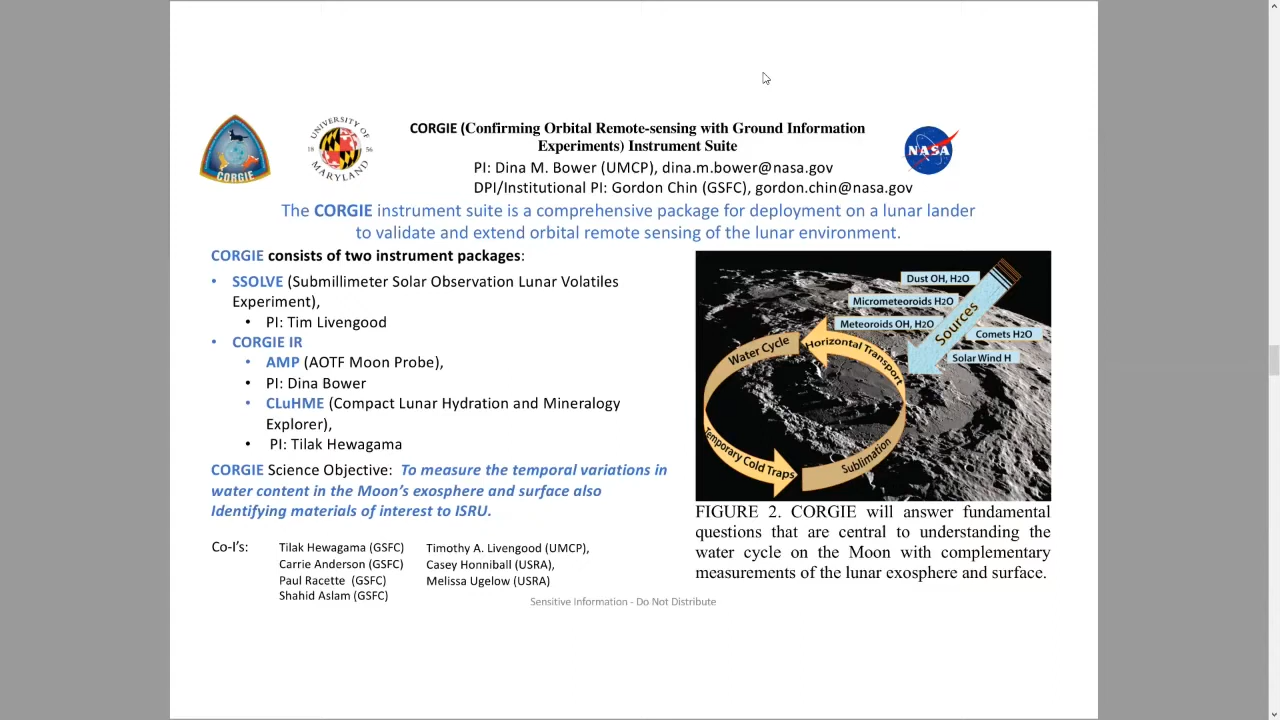 CORGIE (Confirming Orbital Remote-sensing with Ground Information
Experiments) Instrument Suite
PI: Dina M. Bower (UMCP), dina.m.bower@nasa.gov
DPI/Institutional PI: Gordon Chin (GSFC), gordon.chin@nasa.gov
CORGIE
UNIVERSITY OF
18 56
MARYLAND
NASA
The CORGIE instrument suite is a comprehensive package for deployment on a lunar lander
to validate and extend orbital remote sensing of the lunar environment.
CORGIE consists of two instrument packages:
• SSOLVE (Submillimeter Solar Observation Lunar Volatiles
Experiment),
• PI: Tim Livengood
• CORGIE IR
• AMP (AOTF Moon Probe),
• PI: Dina Bower
• CLuHME (Compact Lunar Hydration and Mineralogy
Explorer),
• PI: Tilak Hewagama
CORGIE Science Objective: To measure the temporal variations in
water content in the Moon's exosphere and surface also
Identifying materials of interest to ISRU.
Co-I's:
Tilak Hewagama (GSFC)
Carrie Anderson (GSFC)
Paul Racette (GSFC)
Shahid Aslam (GSFC)
Timothy A. Livengood (UMCP),
Casey Honniball (USRA),
Melissa Ugelow (USRA)
Dust OH, H2O
Micrometeoroids H2O
Meteoroids OH, H2O
Sources
Comets H2O
Solar Wind H
Water Cycle
Horizontal Transport
Temporary Cold Traps
Sublimation
FIGURE 2. CORGIE will answer fundamental
questions that are central to understanding the
water cycle on the Moon with complementary
measurements of the lunar exosphere and surface.
Sensitive Information - Do Not Distribute